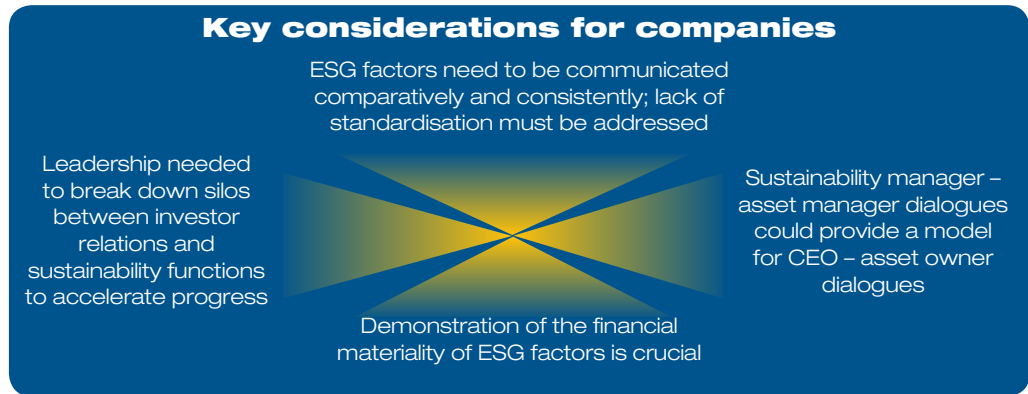 Key considerations for companies
ESG factors need to be communicated
comparatively and consistently; lack of
standardisation must be addressed
Leadership needed
to break down silos
between investor
relations and
sustainability functions
to accelerate progress
Sustainability manager –
asset manager dialogues
could provide a model
for CEO – asset owner
dialogues
Demonstration of the financial
materiality of ESG factors is crucial